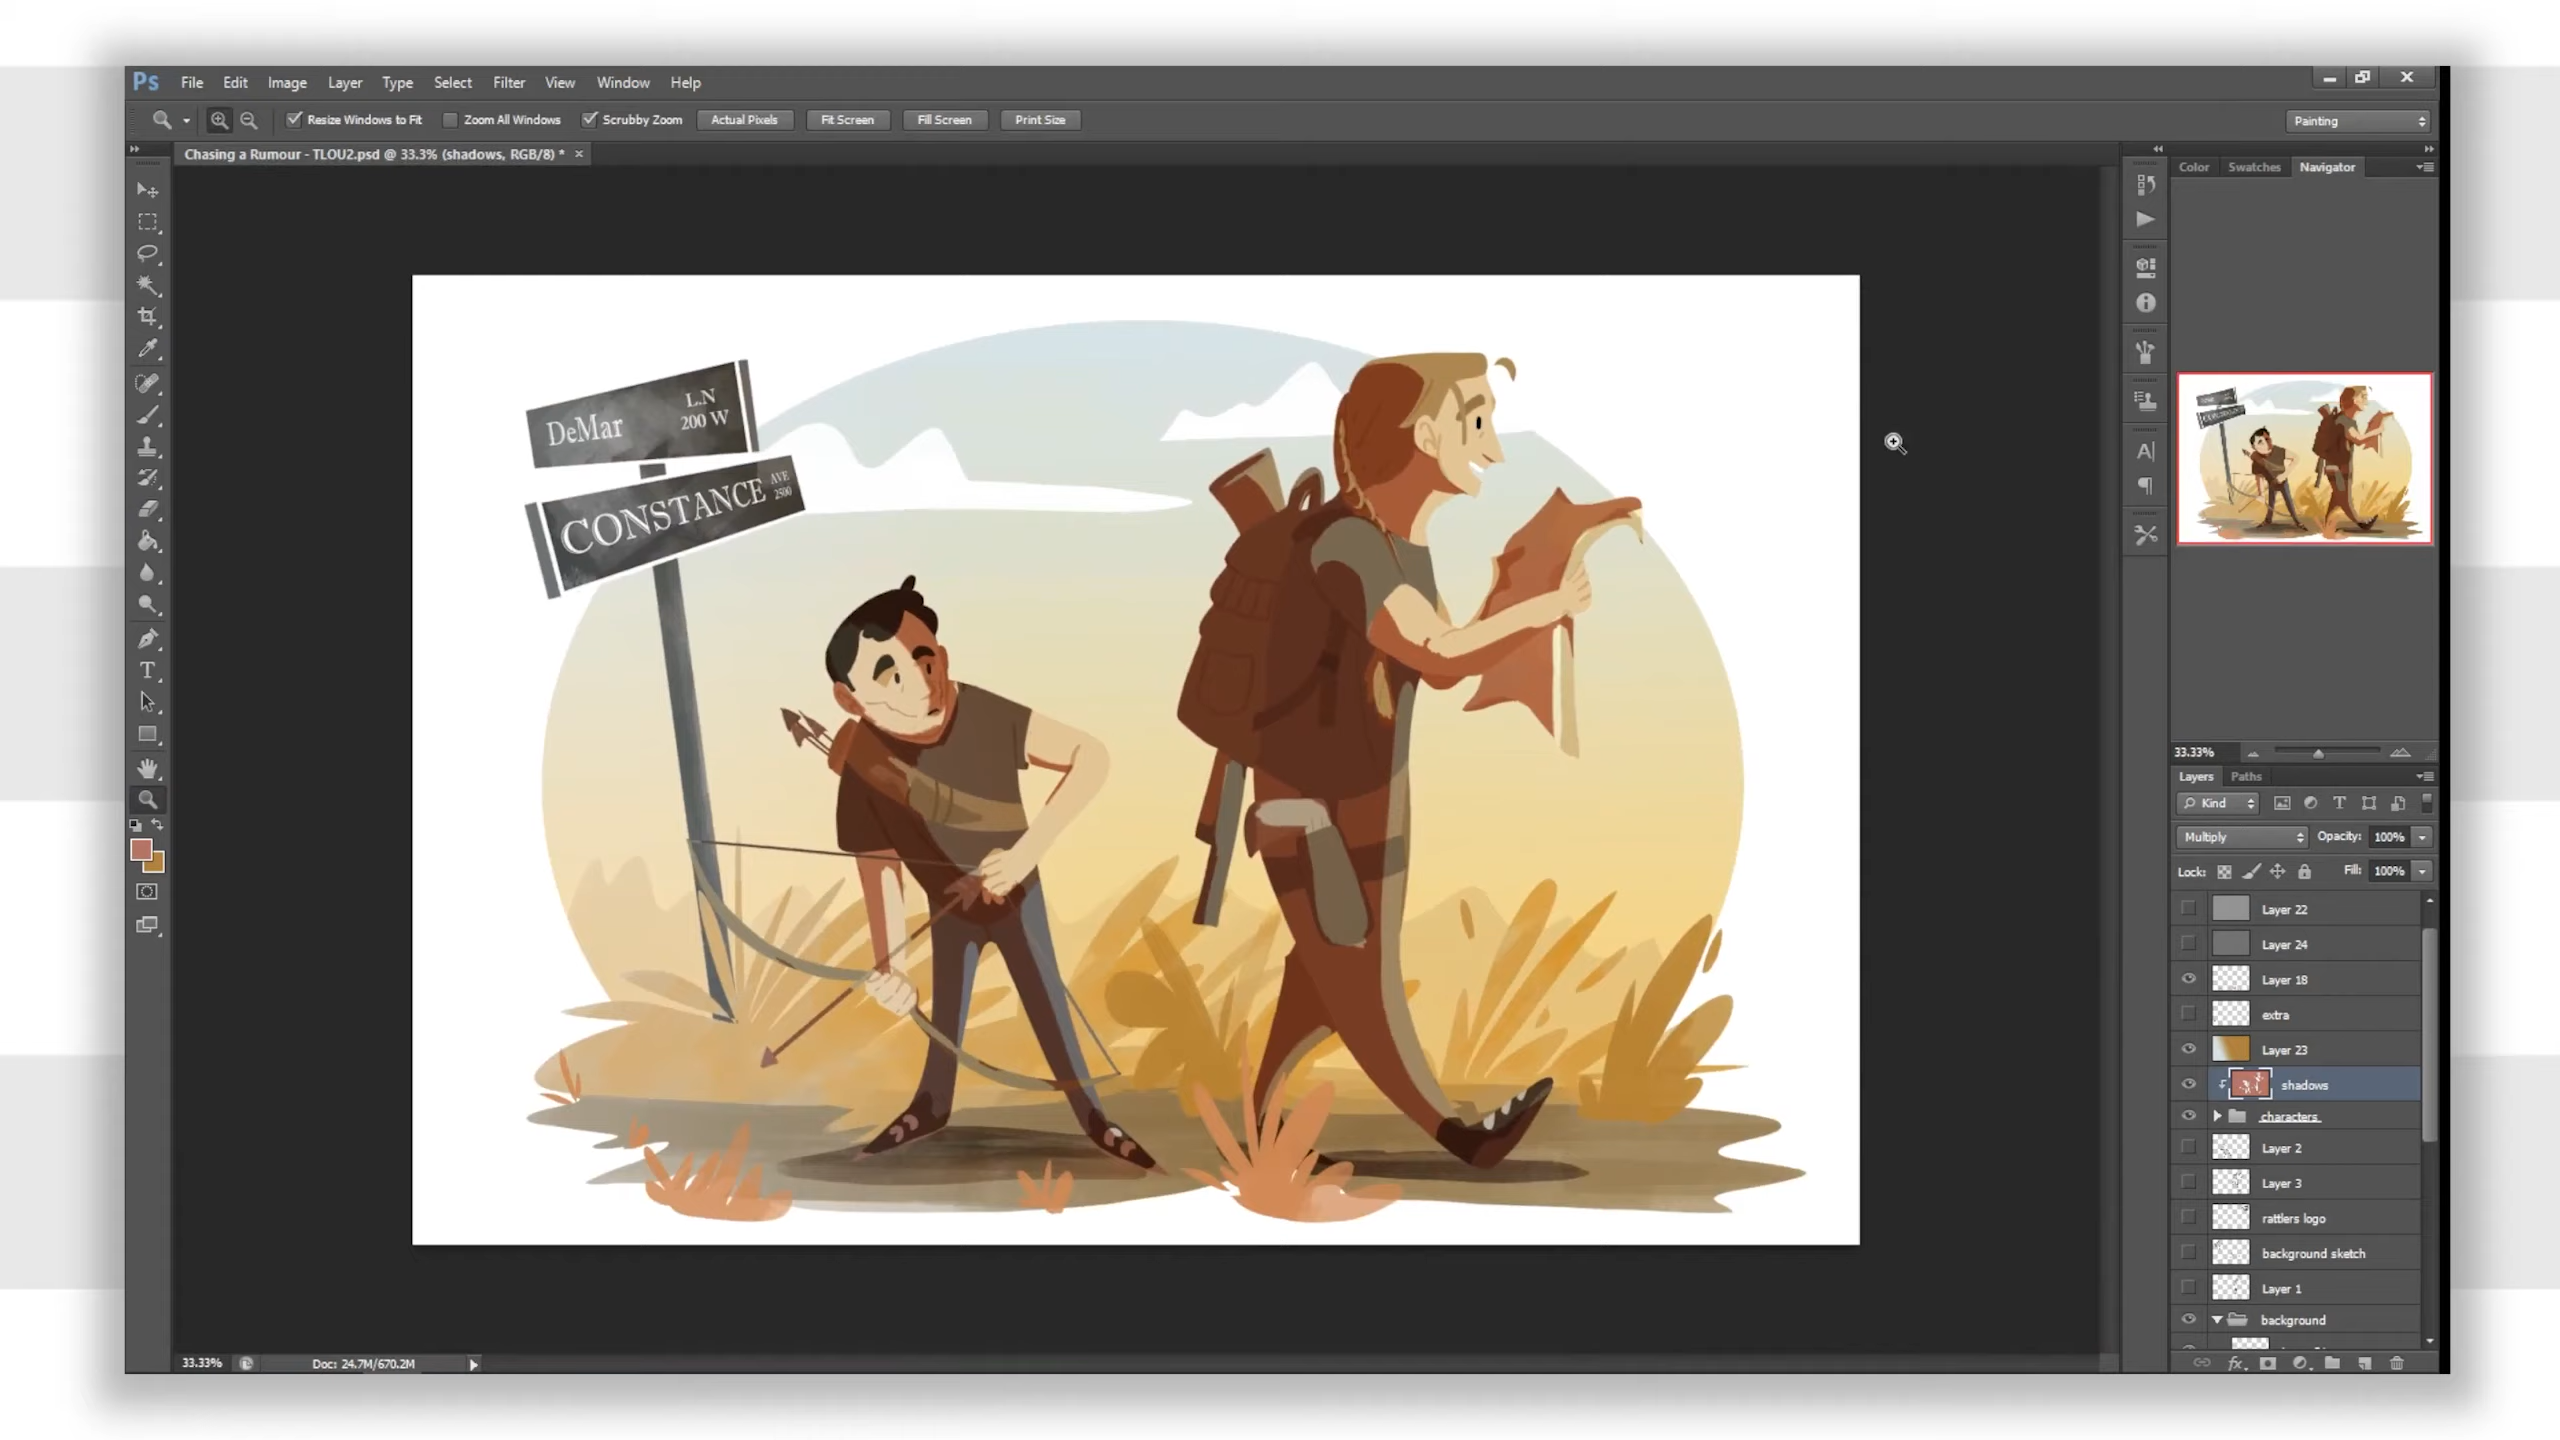 Ps File Edit Image Layer Type Select Filter View Window Help
Resize Windows to Fit Zoom All Windows Scrubby Zoom Actual Pixels Fit Screen Fill Screen Print Size Painting
Chasing a Rumour - TLOU2.psd @ 33.3% (shadows, RGB/8) * ×
Color Swatches Navigator
DeMar L.N
200 W
CONSTANCE AVE
2500
33.33%
Layers Paths
Kind
Multiply Opacity: 100%
Lock: Fill: 100%
Layer 22
Layer 24
Layer 18
extra
Layer 23
shadows
characters
Layer 2
Layer 3
rattlers logo
background sketch
Layer 1
background
33.33% Doc: 24.7M/670.2M